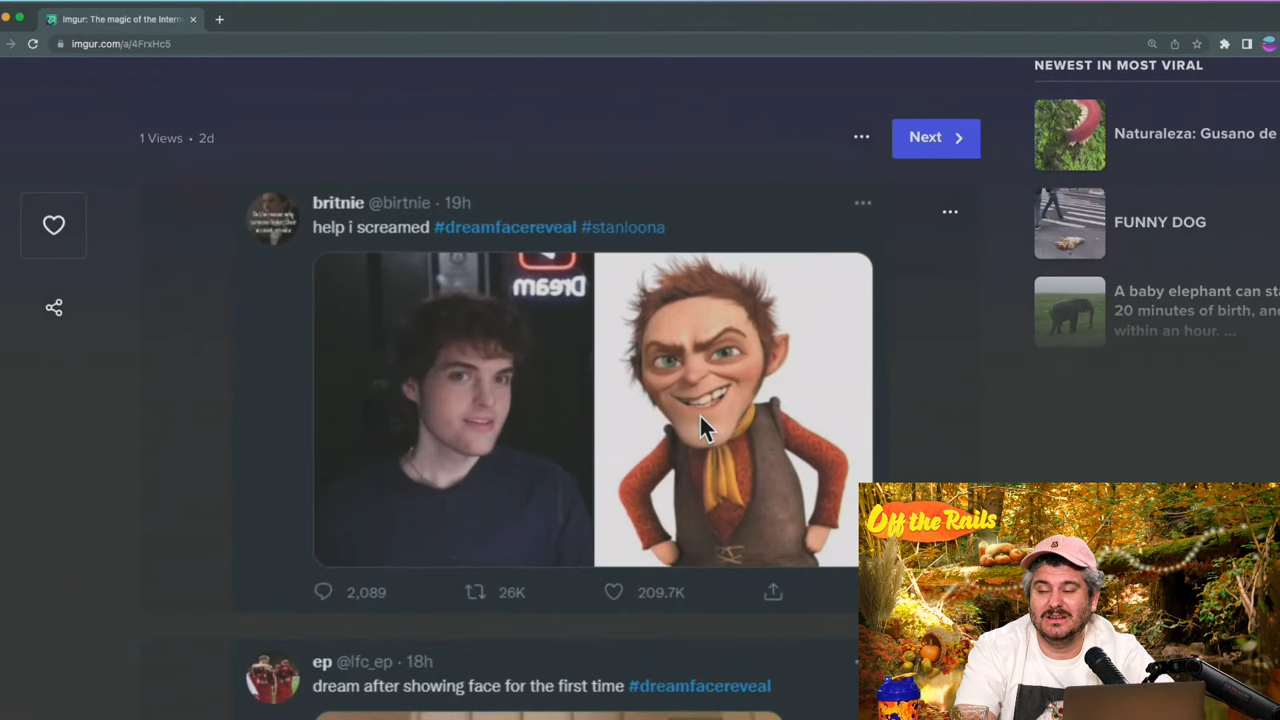 Imgur: The magic of the Intern
imgur.com/a/4FrxHc5
NEWEST IN MOST VIRAL
1 Views • 2d
Next
Naturaleza: Gusano de
FUNNY DOG
A baby elephant can sta
20 minutes of birth, and
within an hour. ...
britnie @birtnie · 19h
help i screamed #dreamfacereveal #stanloona
Dream
2,089 26K 209.7K
Off the Rails
ep @lfc_ep · 18h
dream after showing face for the first time #dreamfacereveal